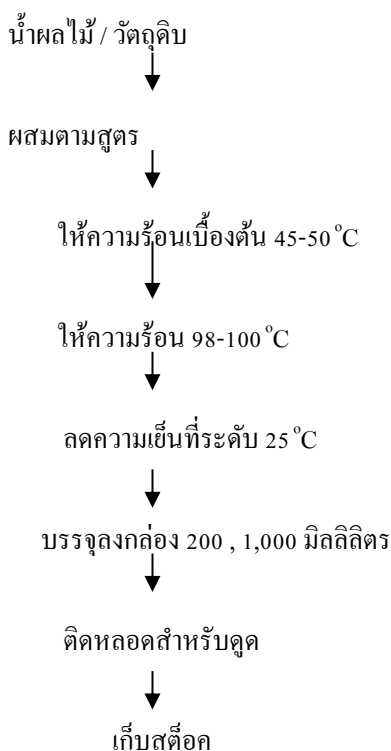 น้ำผลไม้ / วัตถุดิบ
ผสมตามสูตร
ให้ความร้อนเบื้องต้น 45-50 °C
ให้ความร้อน 98-100 °C
ลดความเย็นที่ระดับ 25 °C
บรรจุลงกล่อง 200 , 1,000 มิลลิลิตร
ติดหลอดสำหรับดูด
เก็บสต็อค